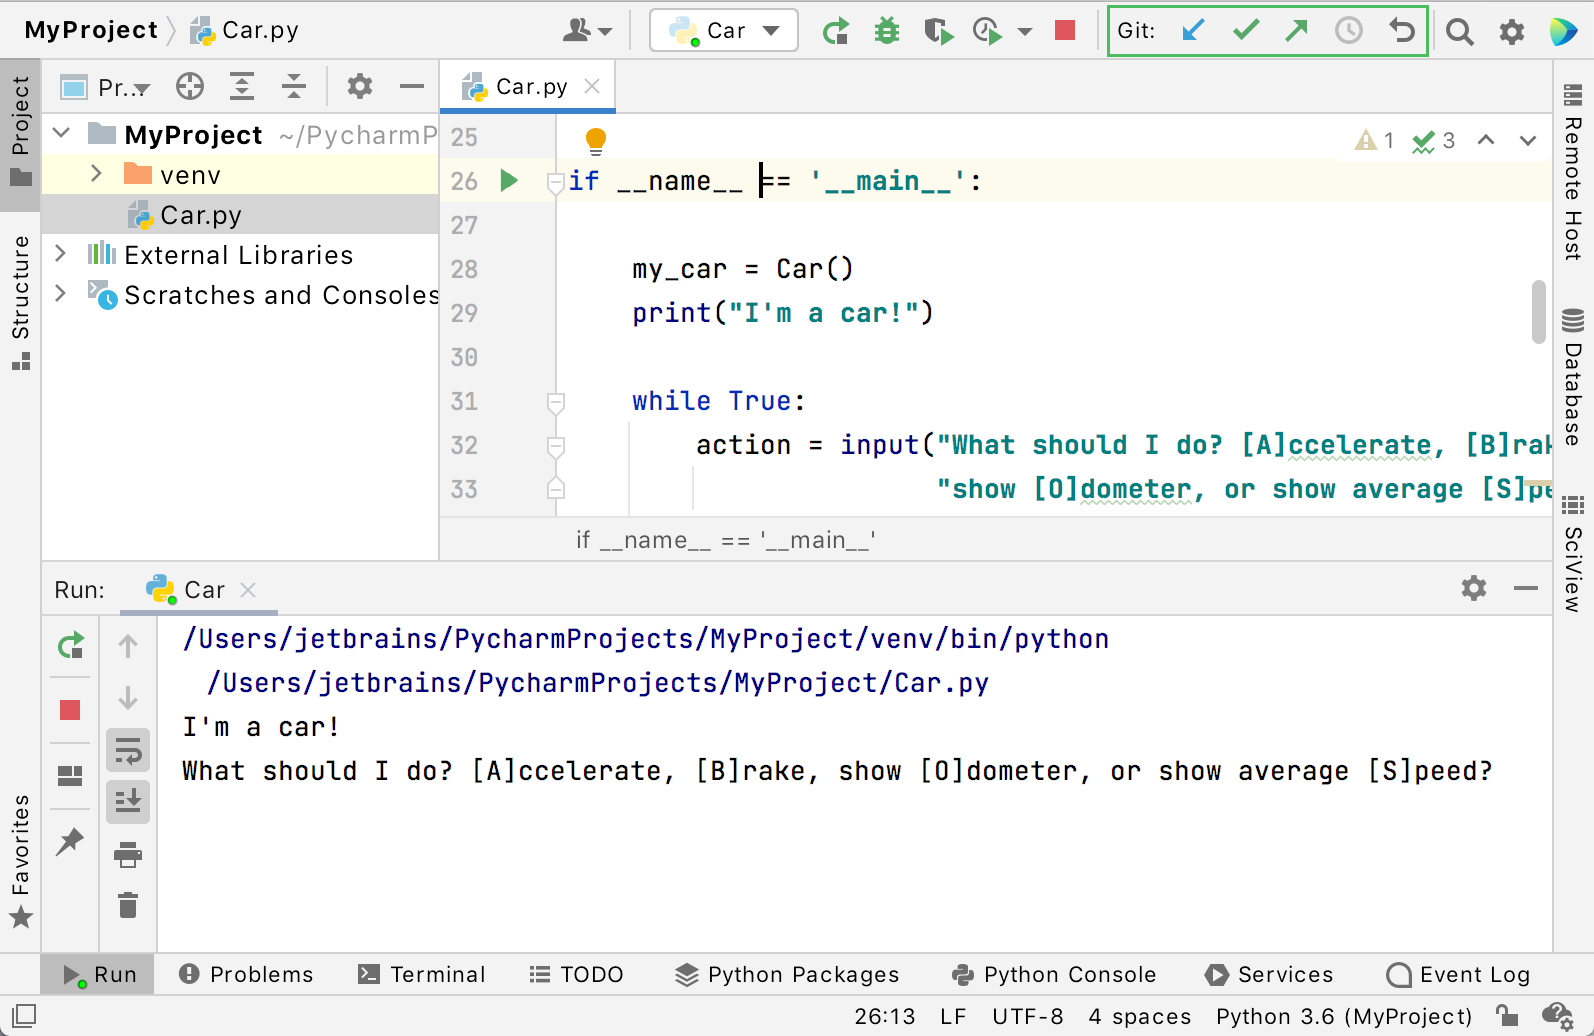 MyProject
Car.py
Car
Git:
Project
Structure
Favorites
Pr...
MyProject ~/PycharmP
venv
Car.py
External Libraries
Scratches and Consoles
Car.py
1
3
25
26 if __name__ == '__main__':
27
28 my_car = Car()
29 print("I'm a car!")
30
31 while True:
32 action = input("What should I do? [A]ccelerate, [B]rak
33 "show [O]dometer, or show average [S]pe
if __name__ == '__main__'
Remote Host
Database
SciView
Run:
Car
/Users/jetbrains/PycharmProjects/MyProject/venv/bin/python
/Users/jetbrains/PycharmProjects/MyProject/Car.py
I'm a car!
What should I do? [A]ccelerate, [B]rake, show [O]dometer, or show average [S]peed?
Run
Problems
Terminal
TODO
Python Packages
Python Console
Services
Event Log
26:13 LF UTF-8 4 spaces Python 3.6 (MyProject)